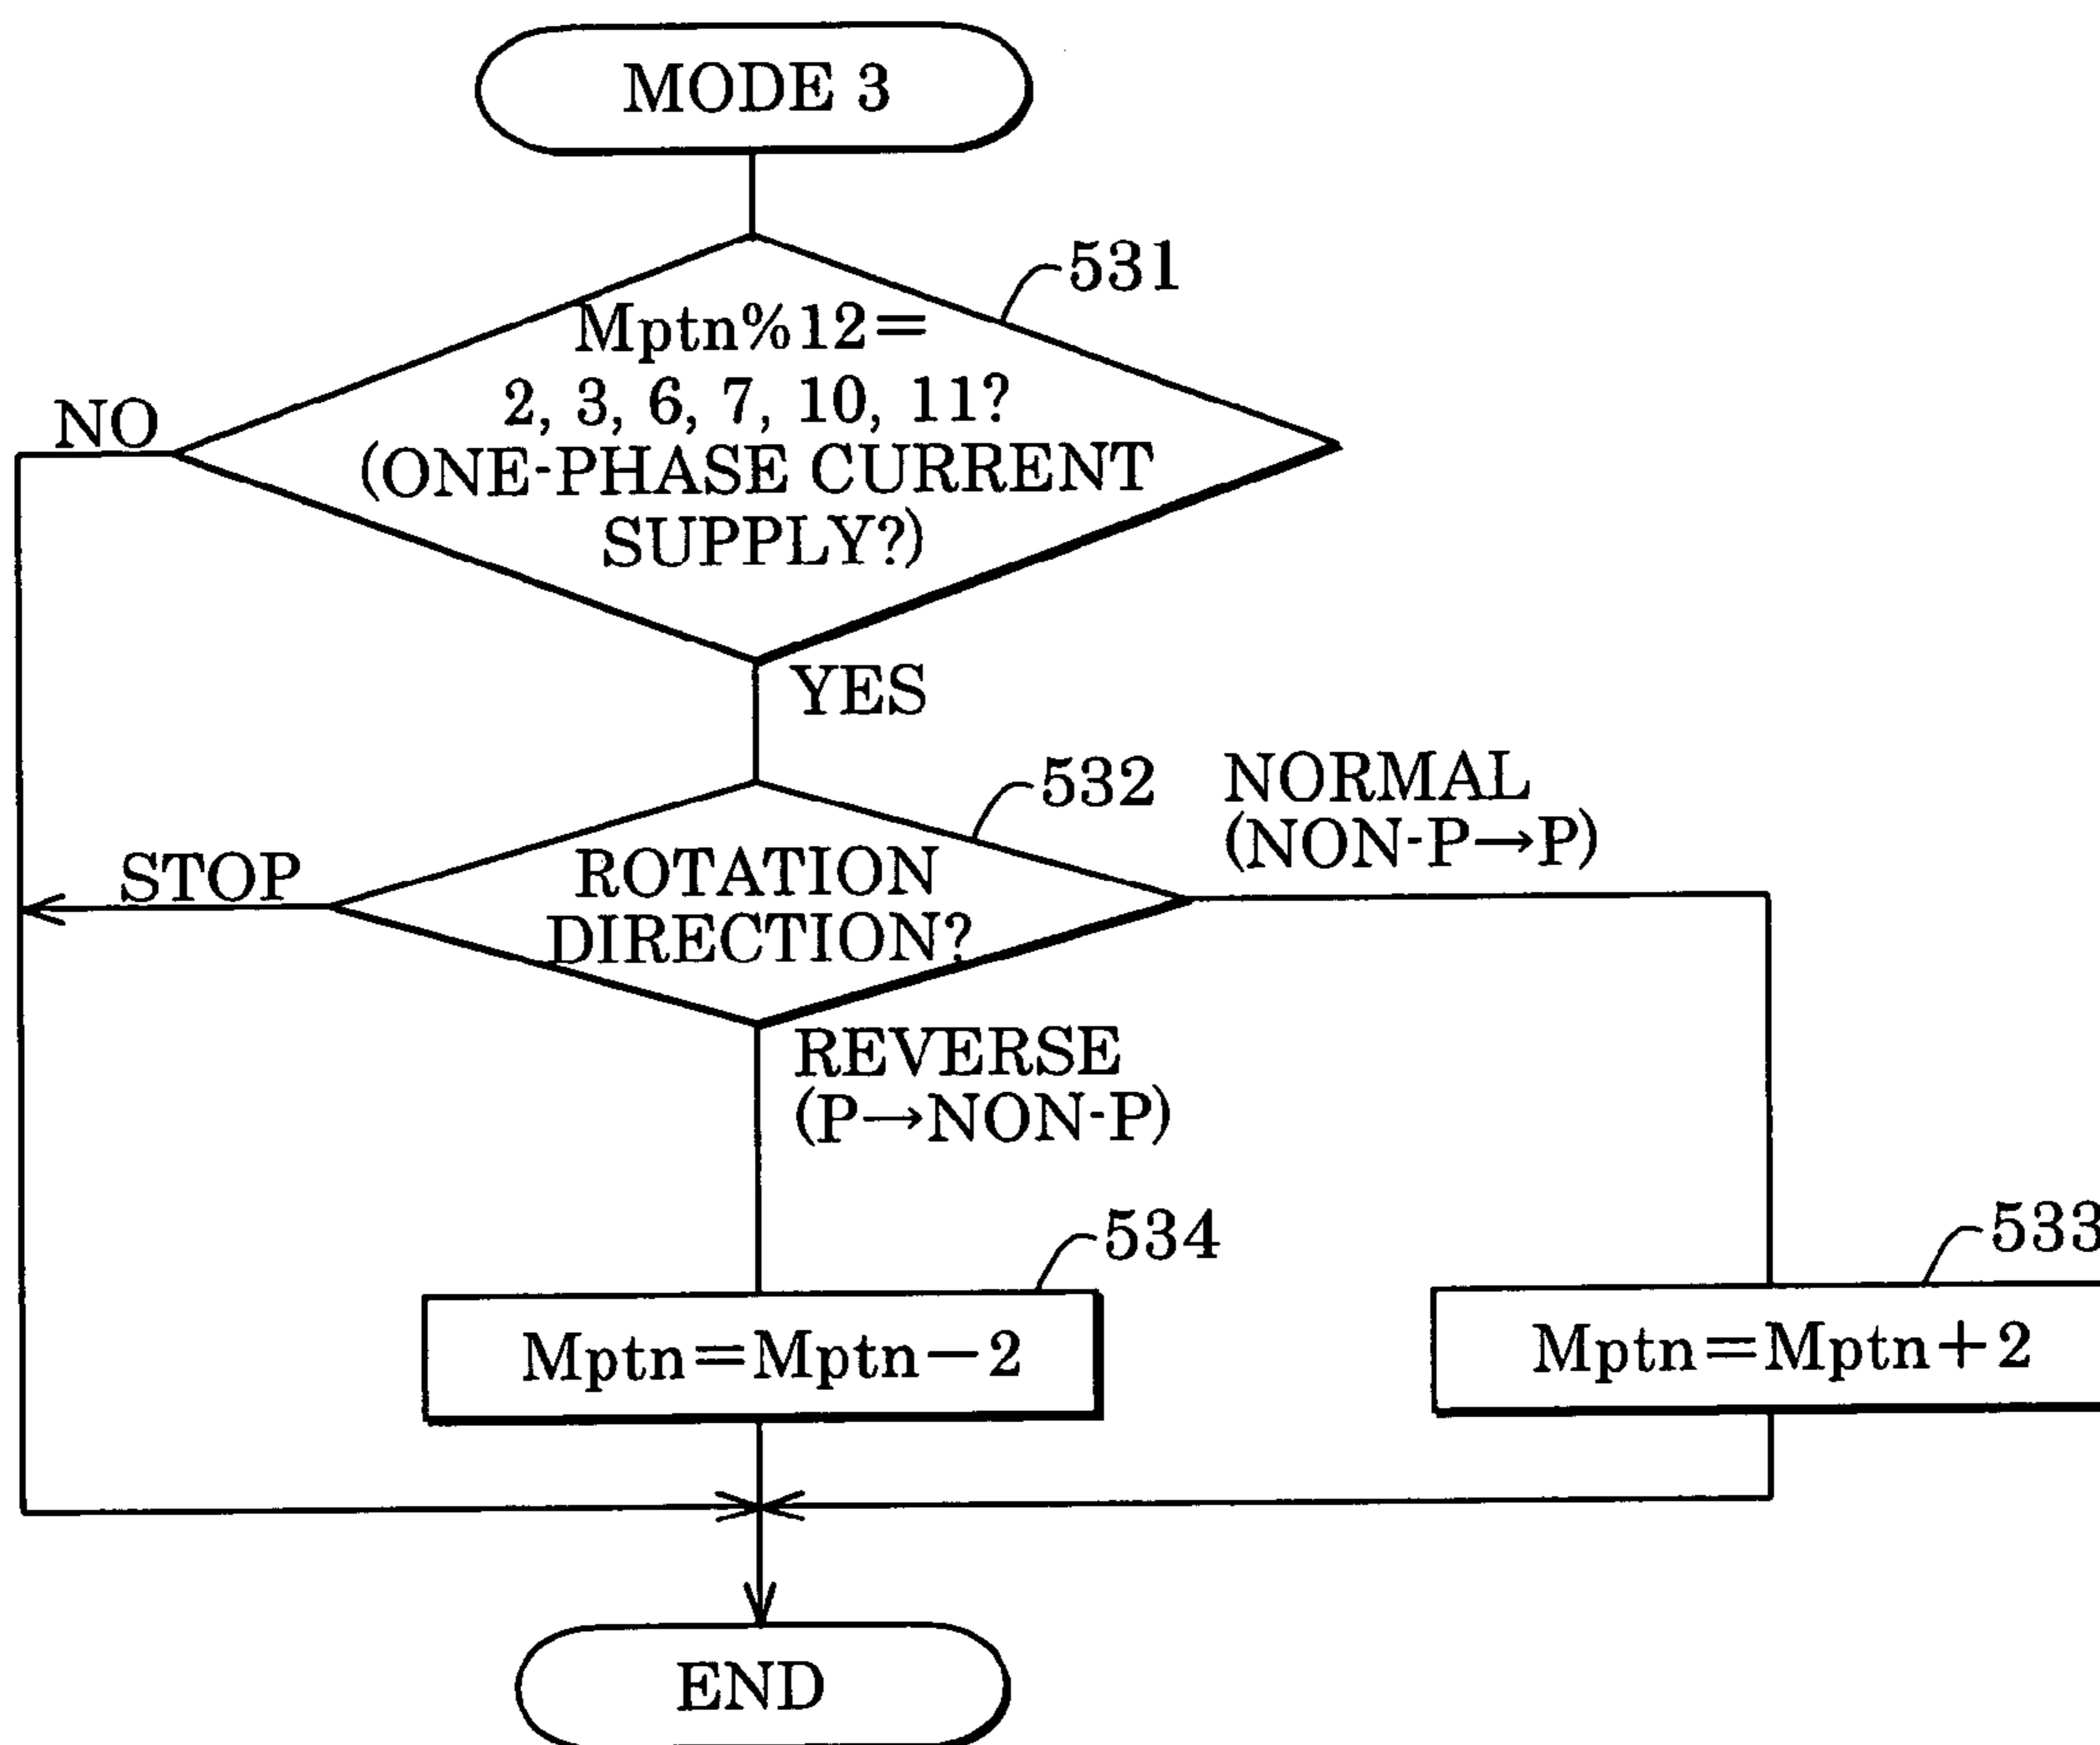 MODE 3
531
Mptn%12=
2, 3, 6, 7, 10, 11?
(ONE-PHASE CURRENT
SUPPLY?)
NO
YES
532
NORMAL
(NON-P→P)
STOP
ROTATION
DIRECTION?
REVERSE
(P→NON-P)
534
533
Mptn=Mptn−2
Mptn=Mptn+2
END